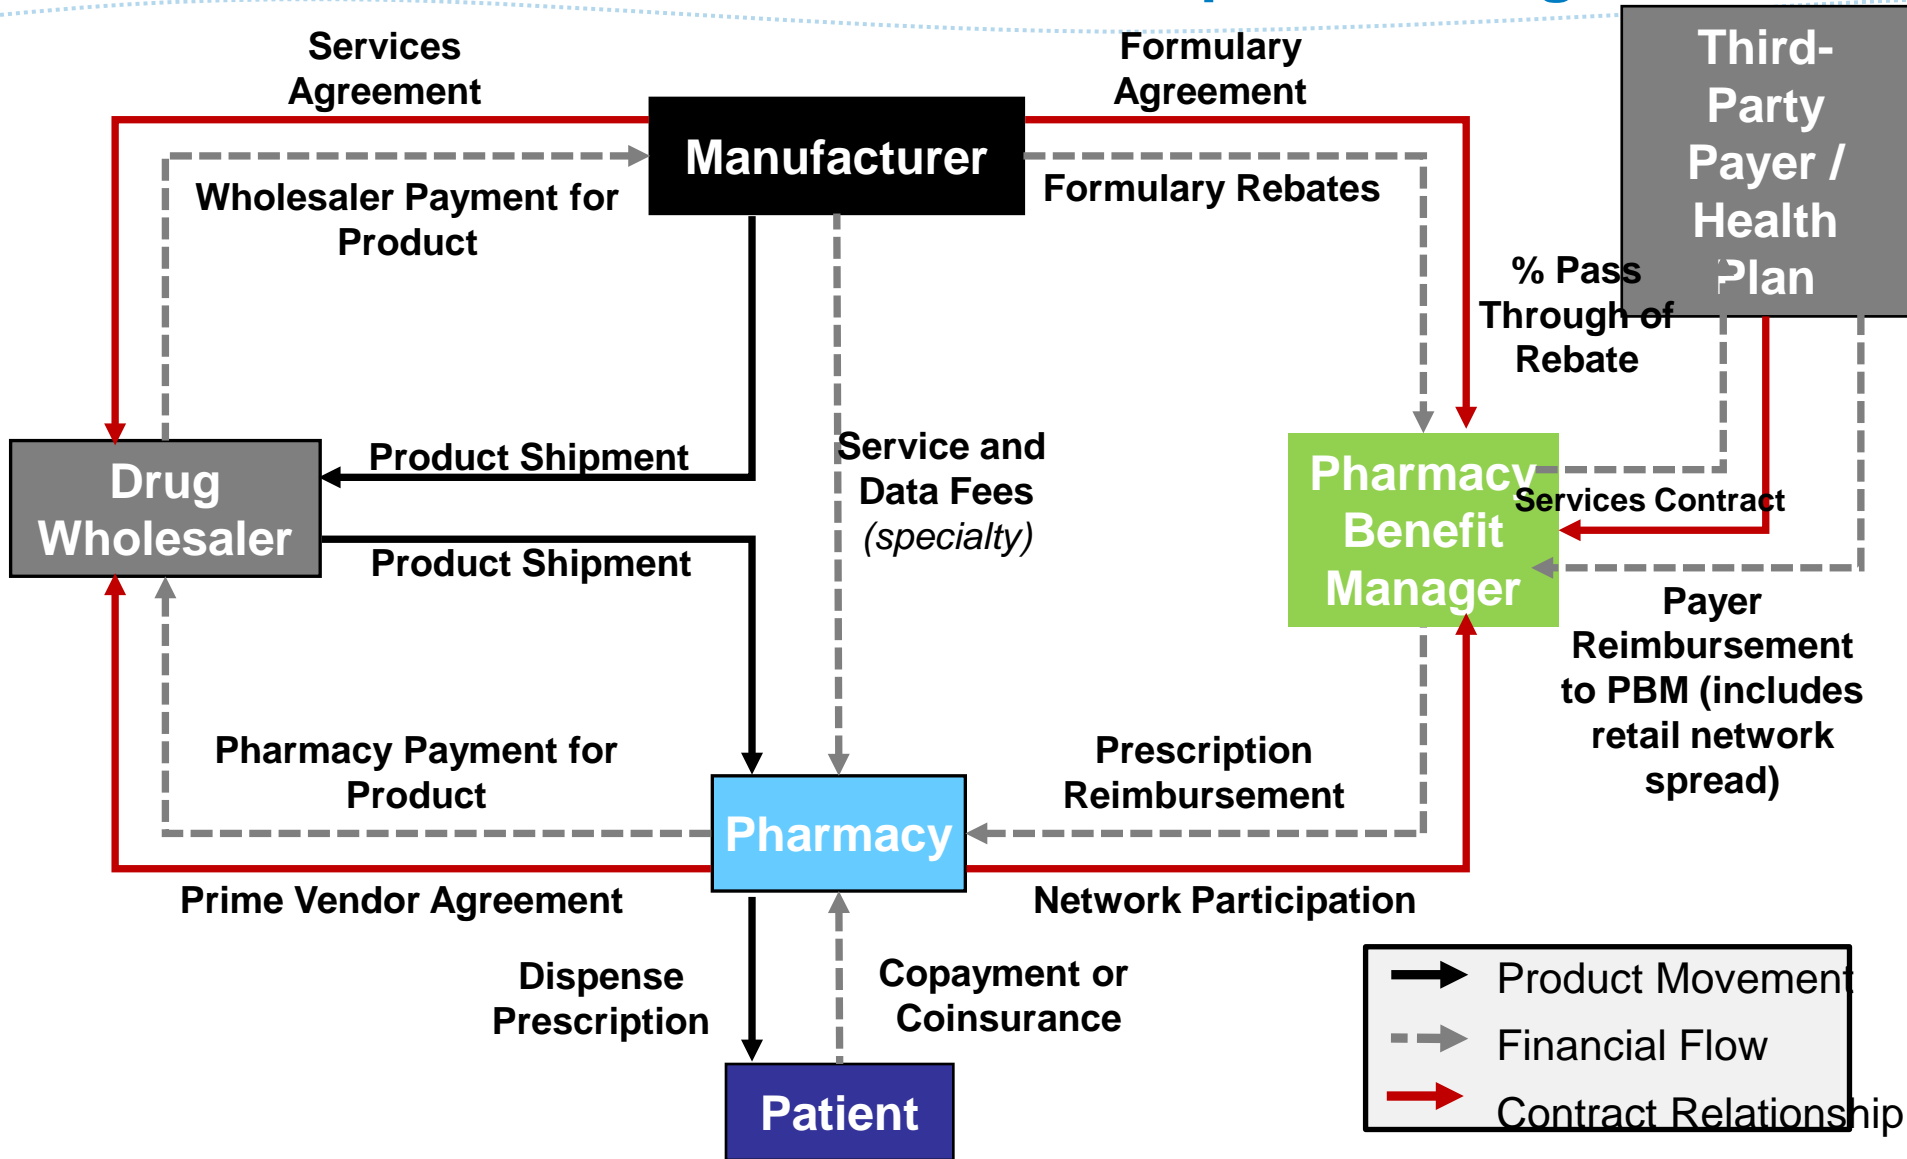 Services
Agreement
Formulary
Agreement
Third-
Party
Payer /
Health
Plan
Manufacturer
Wholesaler Payment for
Product
Formulary Rebates
% Pass
Through of
Rebate
Drug
Wholesaler
Product Shipment
Product Shipment
Service and
Data Fees
(specialty)
Pharmacy
Benefit
Manager
Services Contract
Payer
Reimbursement
to PBM (includes
retail network
spread)
Pharmacy Payment for
Product
Prescription
Reimbursement
Pharmacy
Prime Vendor Agreement
Network Participation
Dispense
Prescription
Copayment or
Coinsurance
Patient
Product Movement
Financial Flow
Contract Relationship